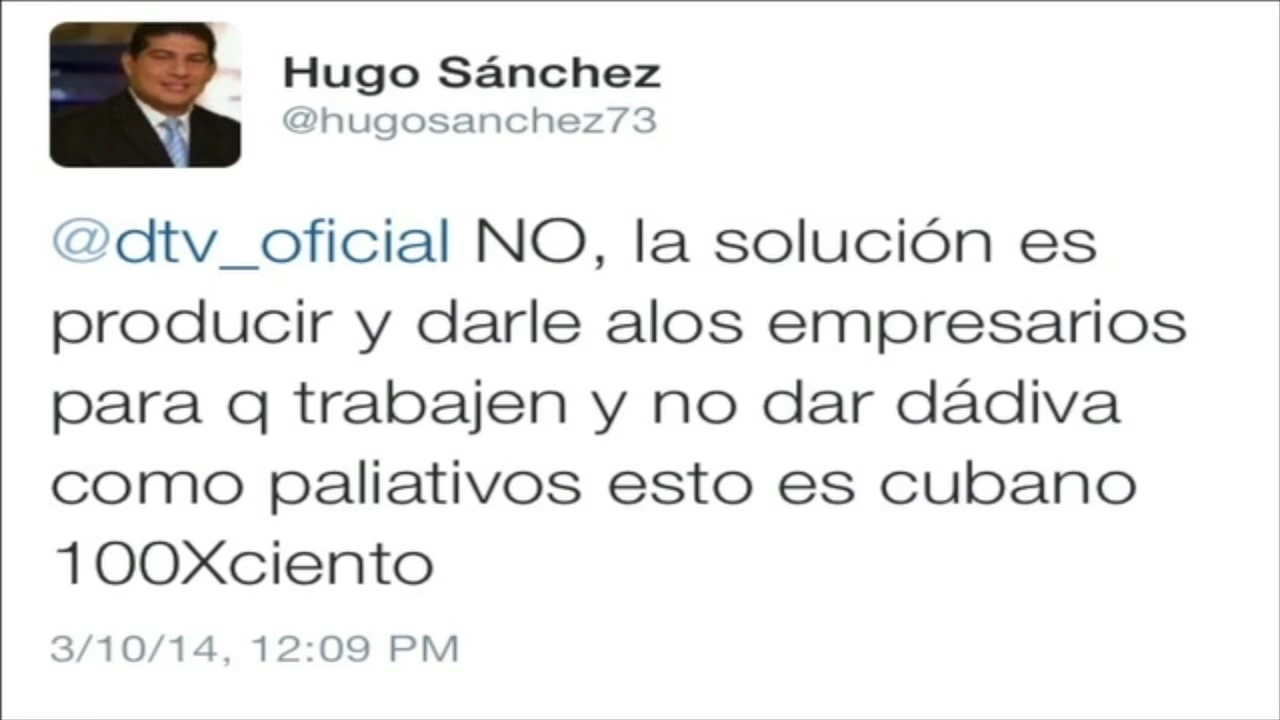 Hugo Sánchez
@hugosanchez73
@dtv_oficial NO, la solución es
producir y darle alos empresarios
para q trabajen y no dar dádiva
como paliativos esto es cubano
100Xciento
3/10/14, 12:09 PM